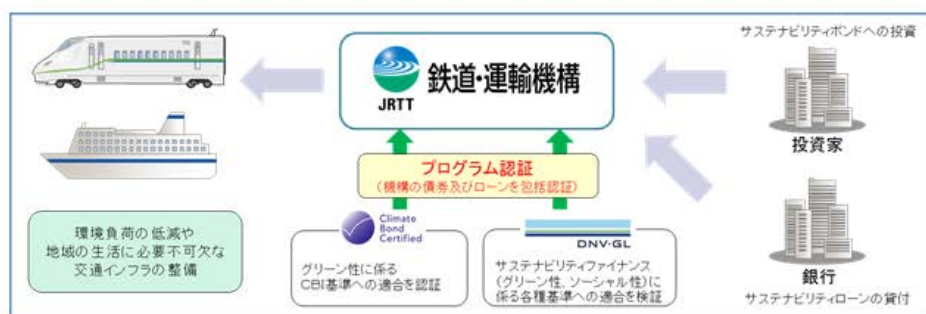 サステナビリティボンドへの投資
JRTT
鉄道・運輸機構
投資家
プログラム認証
(機構の債券及びローンを包括認証)
環境負荷の低減や
地域の生活に必要不可欠な
交通インフラの整備
Climate
Bond
Certified
グリーン性に係る
CBI基準への適合を認証
DNV·GL
サステナビリティファイナンス
(グリーン性、ソーシャル性)に
係る各種基準への適合を検証
銀行
サステナビリティローンの貸付